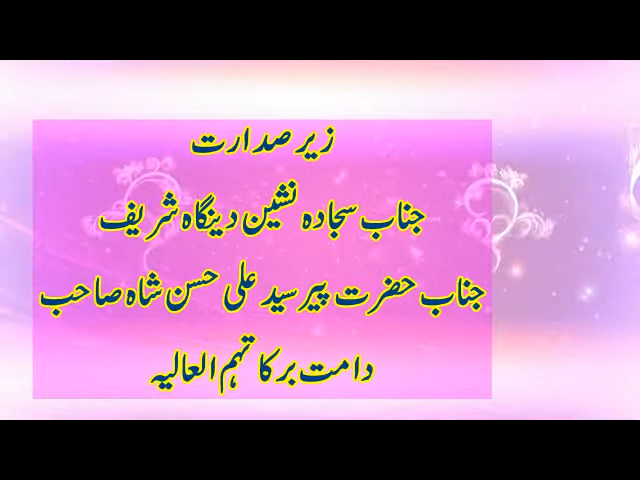 زیر صدارت
جناب سجادہ نشین دینگاہ شریف
جناب حضرت پیر سید علی حسن شاہ صاحب
دامت برکاتہم العالیہ